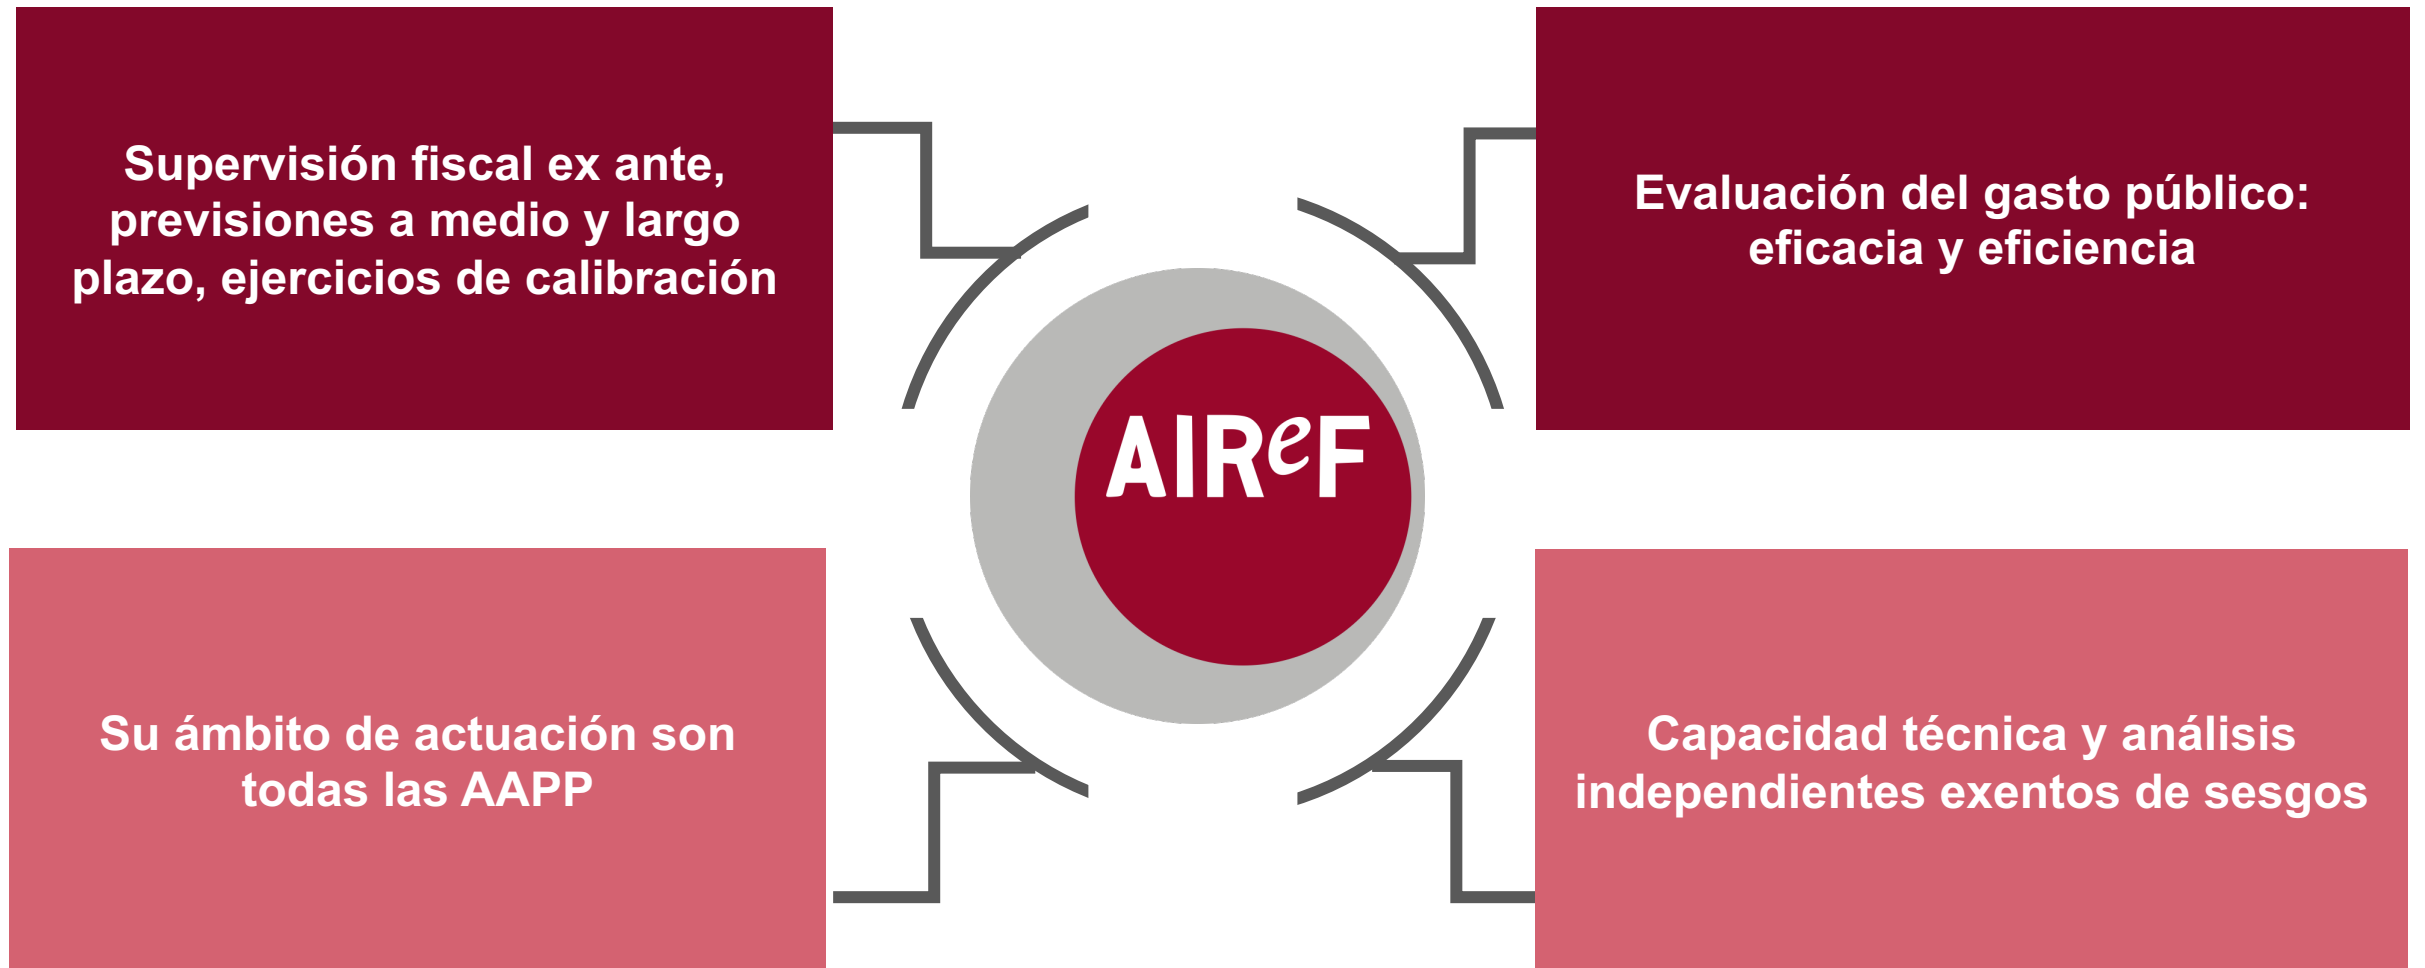 Supervisión fiscal ex ante,
previsiones a medio y largo
plazo, ejercicios de calibración
Evaluación del gasto público:
eficacia y eficiencia
AIReF
Su ámbito de actuación son
todas las AAPP
Capacidad técnica y análisis
independientes exentos de sesgos